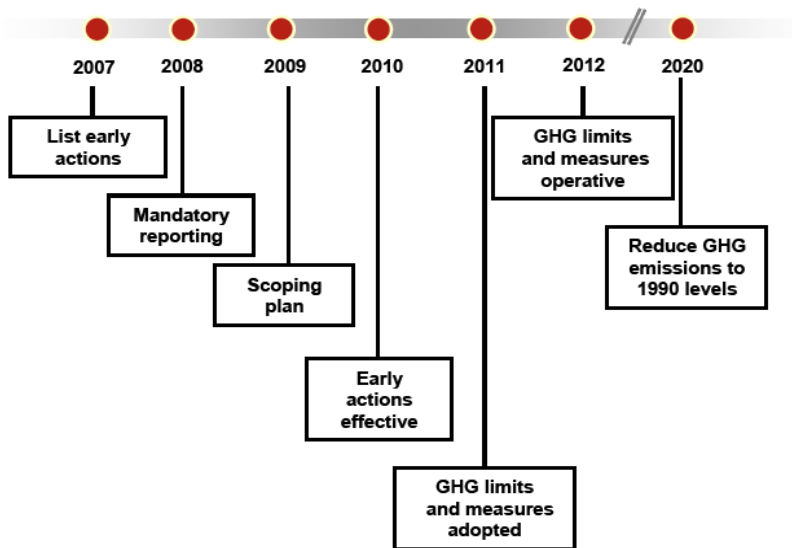 2007 2008 2009 2010 2011 2012 2020
List early
actions
Mandatory
reporting
Scoping
plan
Early
actions
effective
GHG limits
and measures
adopted
GHG limits
and measures
operative
Reduce GHG
emissions to
1990 levels